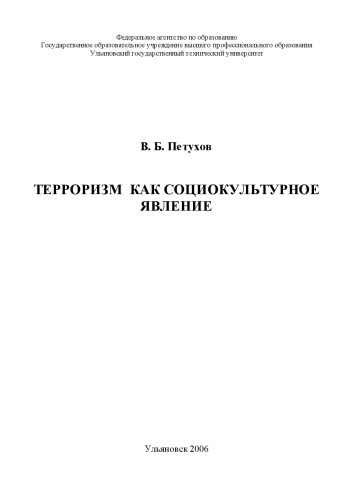 Федеральное агентство по образованию
Государственное образовательное учреждение высшего профессионального образования
Ульяновский государственный технический университет
В. Б. Петухов
ТЕРРОРИЗМ КАК СОЦИОКУЛЬТУРНОЕ
ЯВЛЕНИЕ
Ульяновск 2006